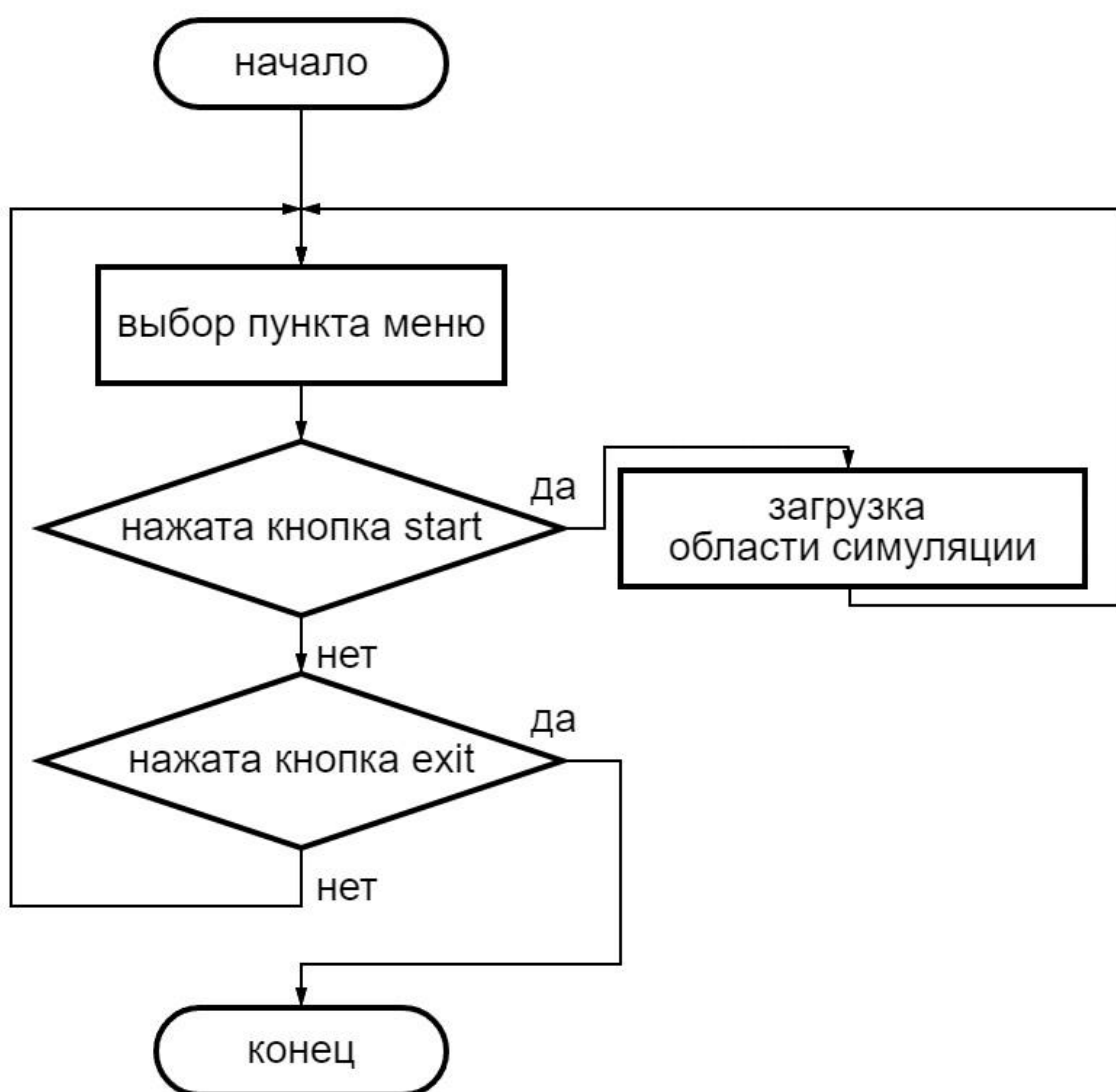 начало
выбор пункта меню
нажата кнопка start
да
загрузка
области симуляции
нет
нажата кнопка exit
да
нет
конец